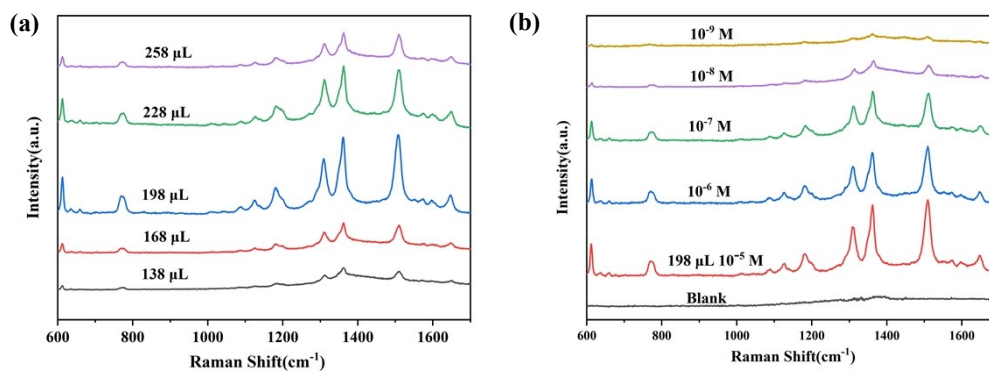 (a)
258 μL
228 μL
198 μL
168 μL
138 μL
Intensity(a.u.)
600 800 1000 1200 1400 1600
Raman Shift(cm⁻¹)
(b)
10⁻⁹ M
10⁻⁸ M
10⁻⁷ M
10⁻⁶ M
198 μL 10⁻⁵ M
Blank
Intensity(a.u.)
600 800 1000 1200 1400 1600
Raman Shift(cm⁻¹)